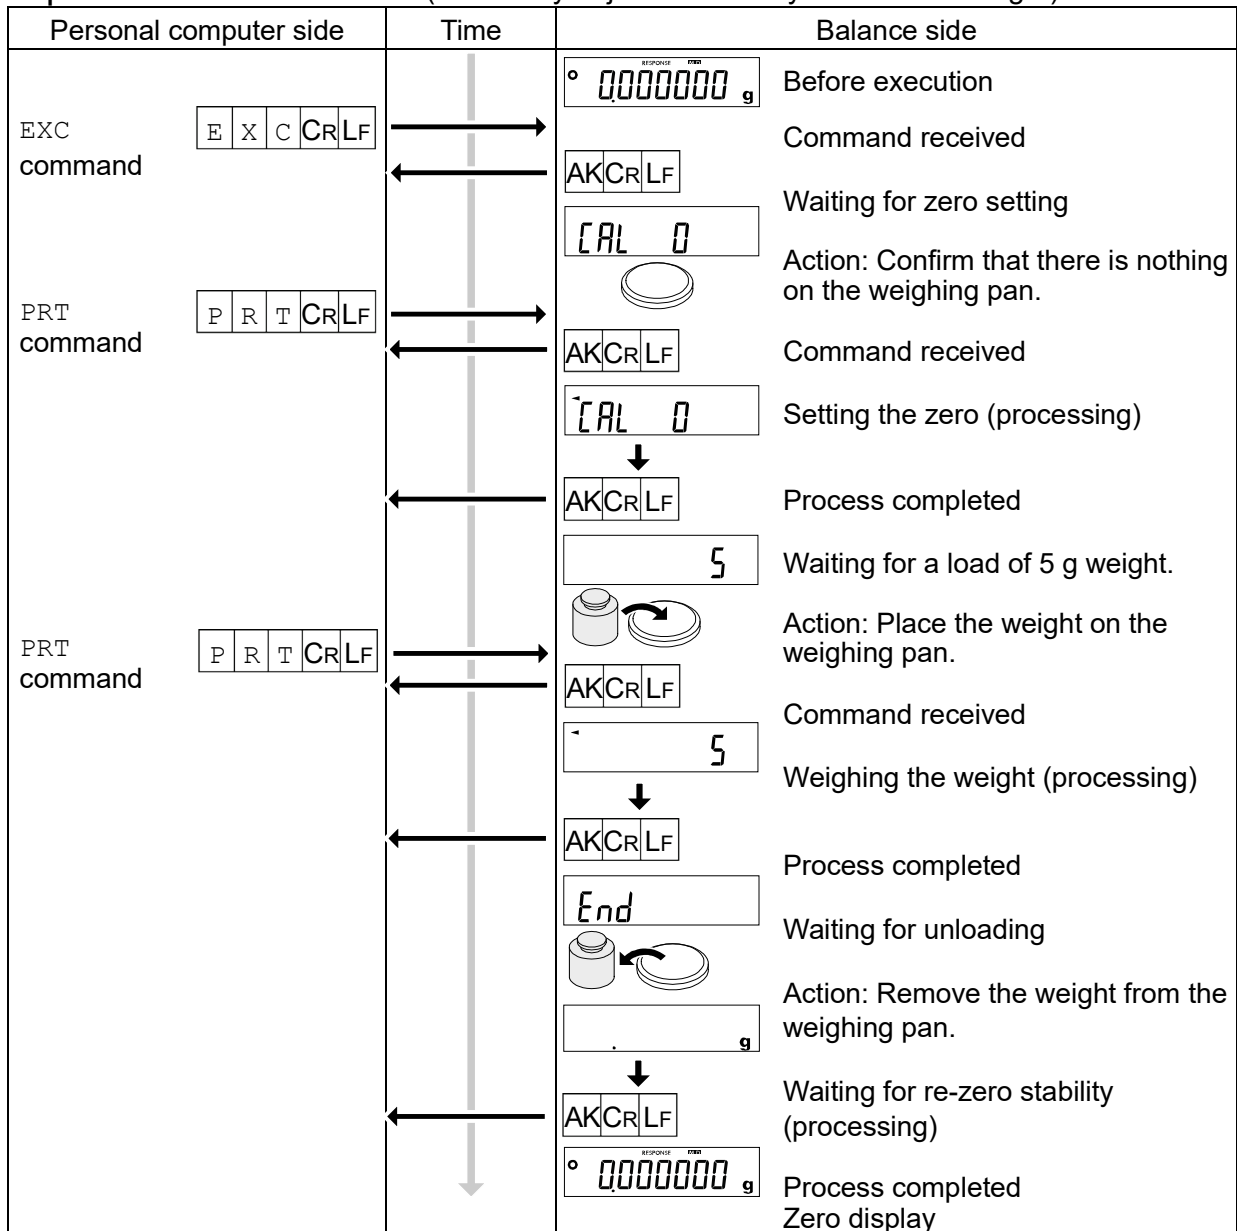 Personal computer side Time Balance side
RESPONSE
0.000000 g Before execution
EXC E X C CR LF Command received
command
AK CR LF
Waiting for zero setting
CAL 0
Action: Confirm that there is nothing
on the weighing pan.
PRT P R T CR LF
command
AK CR LF Command received
CAL 0 Setting the zero (processing)
AK CR LF Process completed
5 Waiting for a load of 5 g weight.
Action: Place the weight on the
weighing pan.
PRT P R T CR LF
command
AK CR LF
Command received
5
Weighing the weight (processing)
AK CR LF
Process completed
End
Waiting for unloading
Action: Remove the weight from the
weighing pan.
. g
Waiting for re-zero stability
(processing)
AK CR LF
RESPONSE
0.000000 g Process completed
Zero display